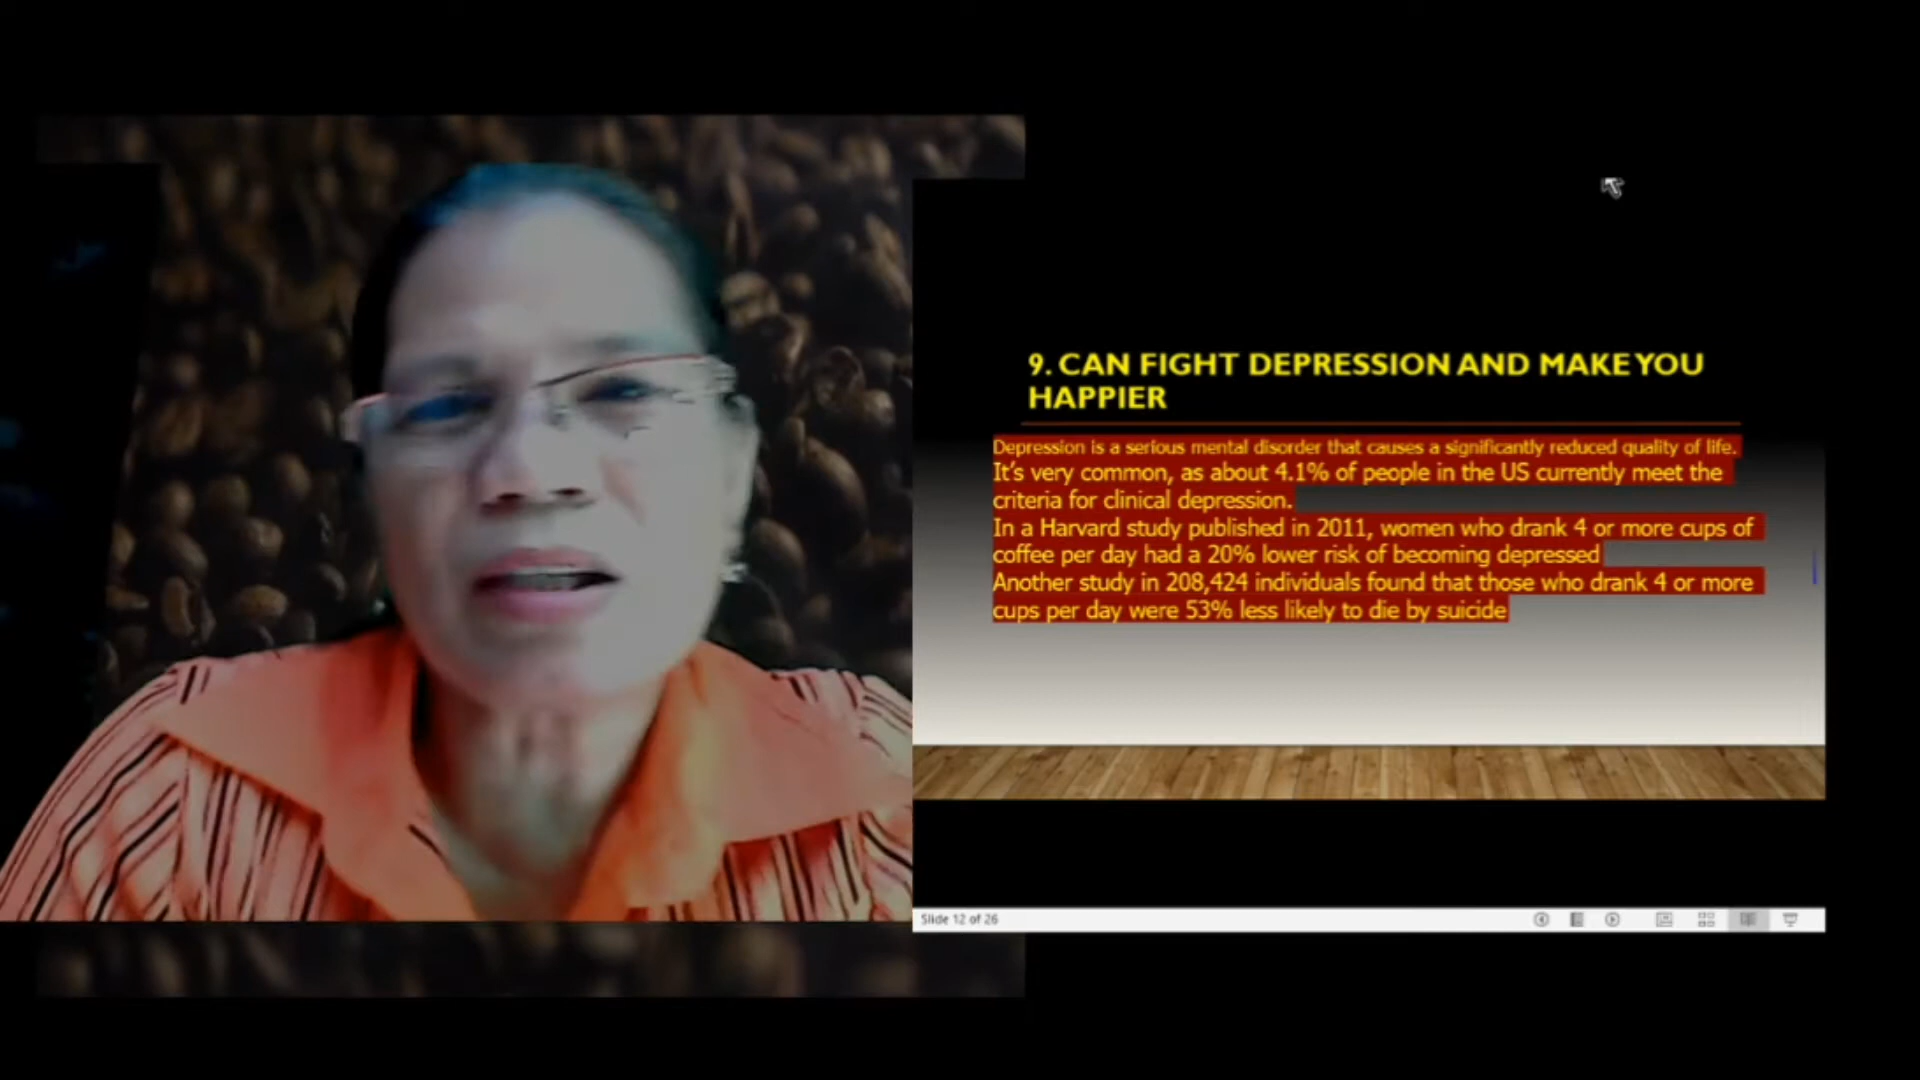 9. CAN FIGHT DEPRESSION AND MAKE YOU
HAPPIER
Depression is a serious mental disorder that causes a significantly reduced quality of life.
It's very common, as about 4.1% of people in the US currently meet the
criteria for clinical depression.
In a Harvard study published in 2011, women who drank 4 or more cups of
coffee per day had a 20% lower risk of becoming depressed
Another study in 208,424 individuals found that those who drank 4 or more
cups per day were 53% less likely to die by suicide
Slide 12 of 26